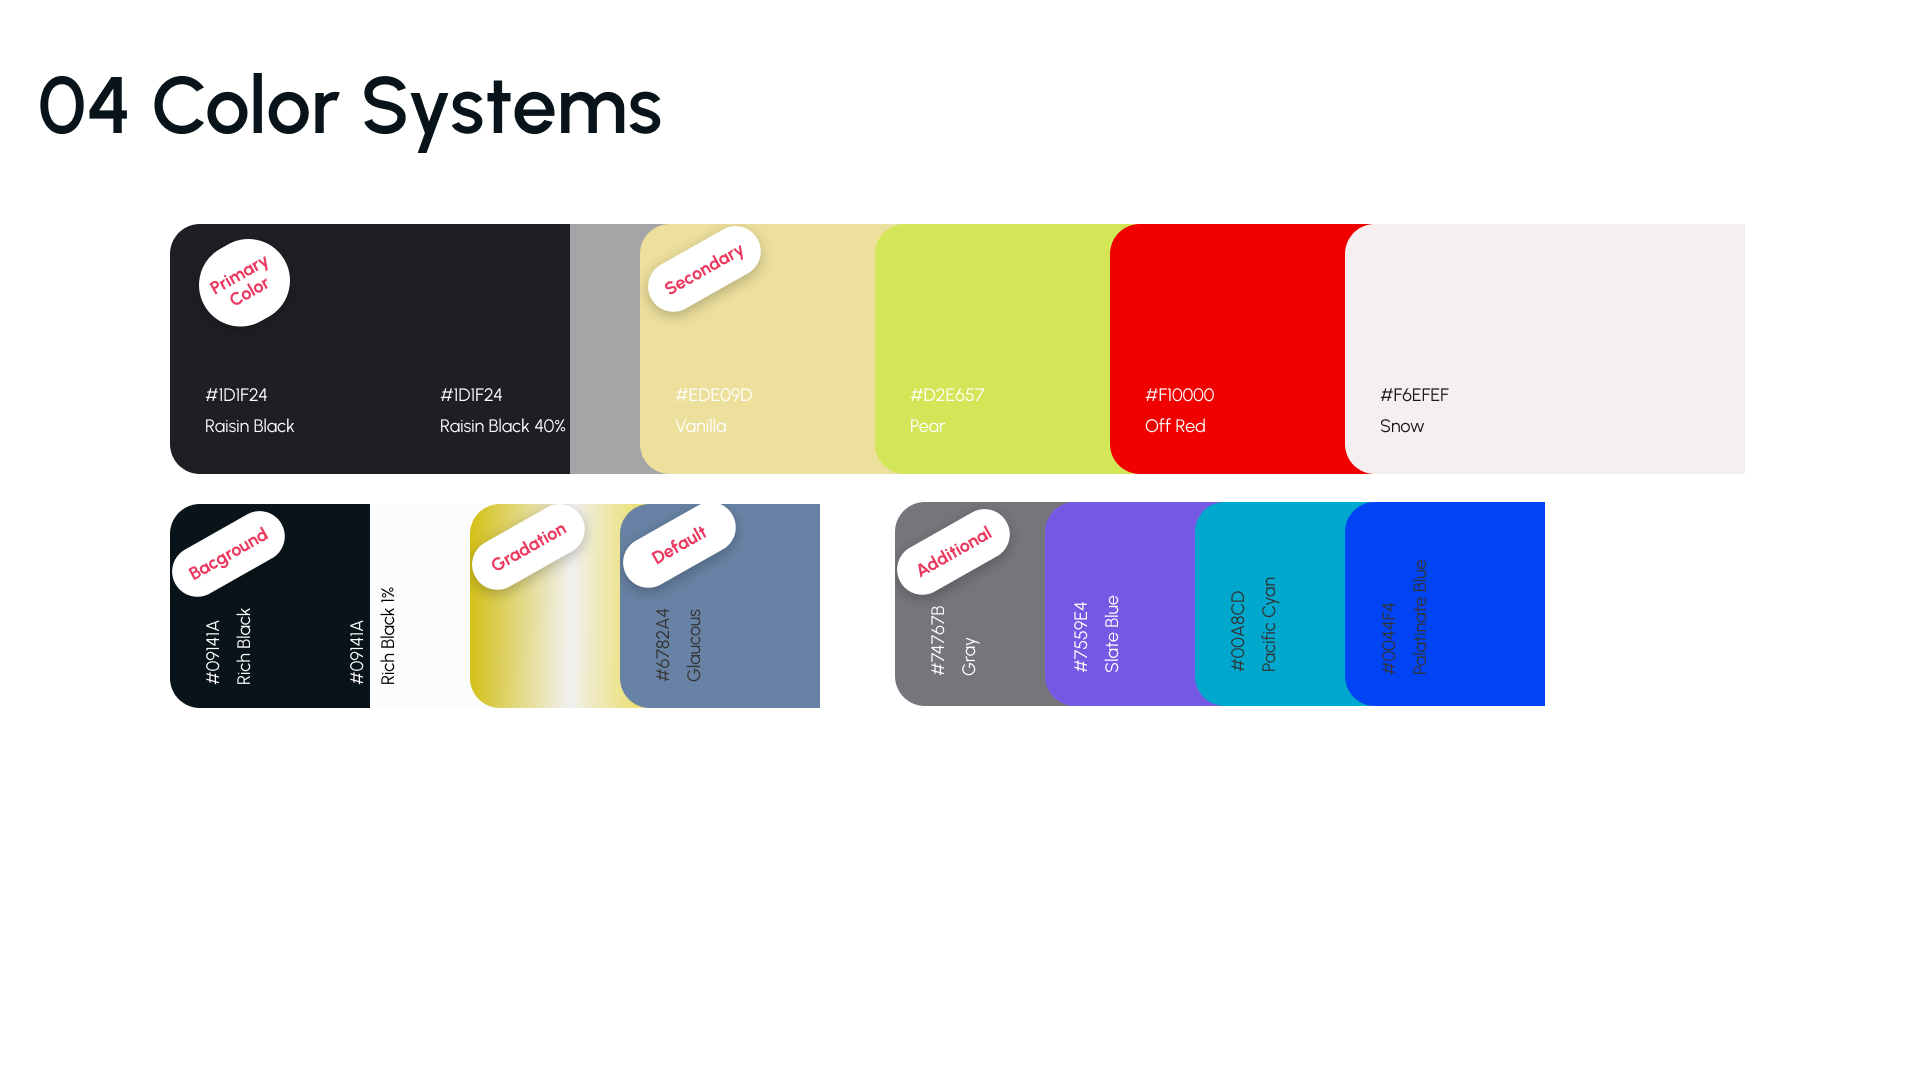 04 Color Systems
Primary
Color
#1D1F24
Raisin Black
#1D1F24
Raisin Black 40%
Secondary
#EDE09D
Vanilla
#D2E657
Pear
#F10000
Off Red
#F6EFEF
Snow
Bacground
#09141A
Rich Black
#09141A
Rich Black 1%
Gradation
Default
#6782A4
Glaucous
Additional
#74767B
Gray
#7559E4
Slate Blue
#00A8CD
Pacific Cyan
#0044F4
Palatinate Blue